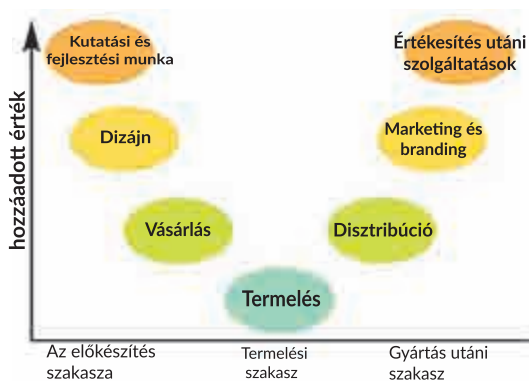 Kutatási és
fejlesztési munka
Értékesítés utáni
szolgáltatások
Dizájn
Marketing és
branding
Vásárlás
Disztribúció
Termelés
hozzáadott érték
Az előkészítés
szakasza
Termelési
szakasz
Gyártás utáni
szakasz